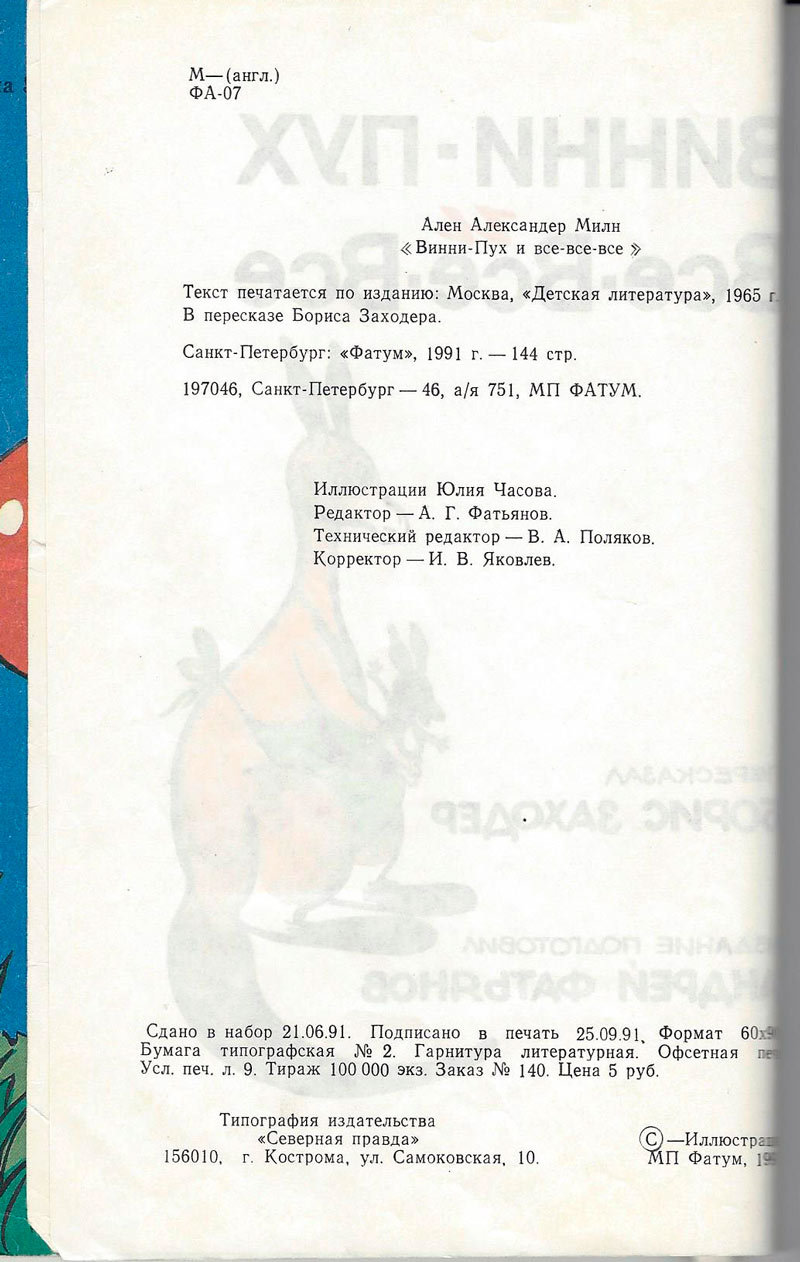 М—(англ.)
ФА-07
Ален Александер Милн
«Винни-Пух и все-все-все»
Текст печатается по изданию: Москва, «Детская литература», 1965 г.
В пересказе Бориса Заходера.
Санкт-Петербург: «Фатум», 1991 г. — 144 стр.
197046, Санкт-Петербург — 46, а/я 751, МП ФАТУМ.
Иллюстрации Юлия Часова.
Редактор — А. Г. Фатьянов.
Технический редактор — В. А. Поляков.
Корректор — И. В. Яковлев.
Сдано в набор 21.06.91. Подписано в печать 25.09.91. Формат
Бумага типографская № 2. Гарнитура литературная. Офсетная
Усл. печ. л. 9. Тираж 100 000 экз. Заказ № 140. Цена 5 руб.
Типография издательства
«Северная правда»
156010, г. Кострома, ул. Самоковская, 10.
©—Иллюстра
МП Фатум,